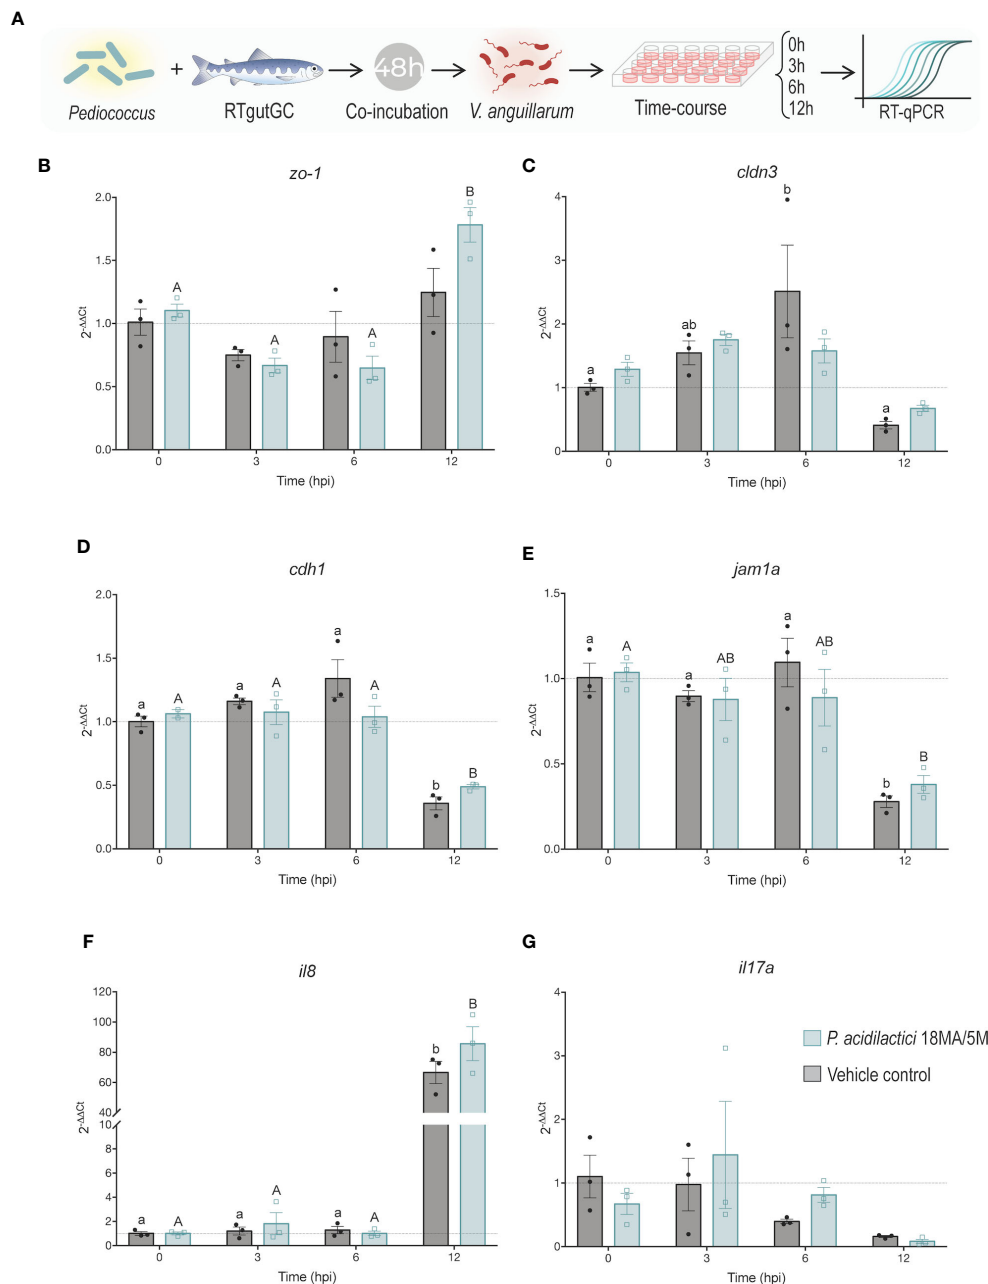 A
Pediococcus
+
RTgutGC
48h
Co-incubation
V. anguillarum
Time-course
0h
3h
6h
12h
RT-qPCR
B
zo-1
2.0
1.5
1.0
0.5
0.0
2-ΔΔCt
A
A
A
B
0
3
6
12
Time (hpi)
C
cldn3
4
3
2
1
0
2-ΔΔCt
a
ab
b
a
0
3
6
12
Time (hpi)
D
cdh1
2.0
1.5
1.0
0.5
0.0
2-ΔΔCt
a
A
a
A
a
A
b
B
0
3
6
12
Time (hpi)
E
jam1a
1.5
1.0
0.5
0.0
2-ΔΔCt
a
A
a
AB
a
AB
b
B
0
3
6
12
Time (hpi)
F
il8
120
100
80
60
40
10
8
6
4
2
0
2-ΔΔCt
a
A
a
A
a
A
b
B
0
3
6
12
Time (hpi)
G
il17a
4
3
2
1
0
2-ΔΔCt
P. acidilactici 18MA/5M
Vehicle control
0
3
6
12
Time (hpi)